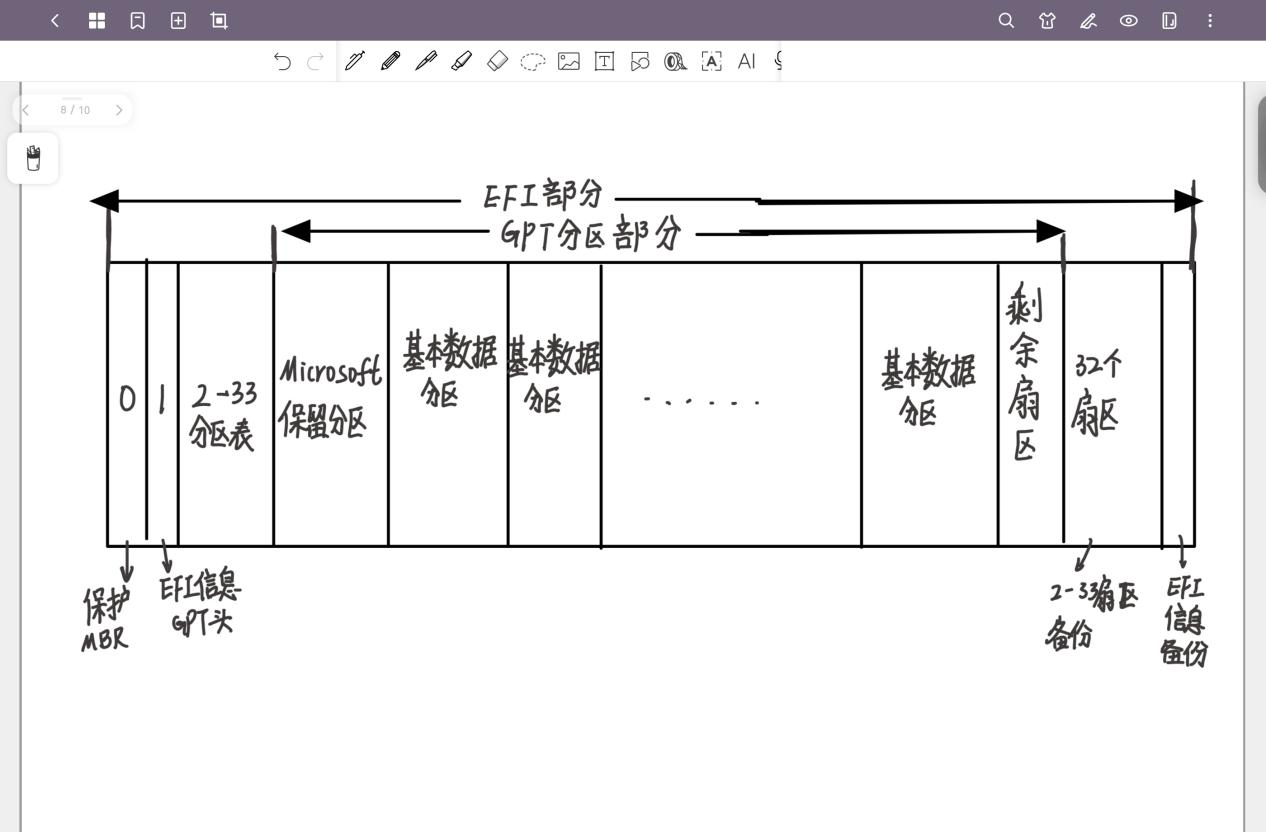 AI
8 / 10
EFI部分
GPT分区部分
0
1
2-33
分区表
Microsoft
保留分区
基本数据
分区
基本数据
分区
......
基本数据
分区
剩
余
扇
区
32个
扇区
保护
MBR
EFI信息
GPT头
2-33扇区
备份
EFI
信息
备份